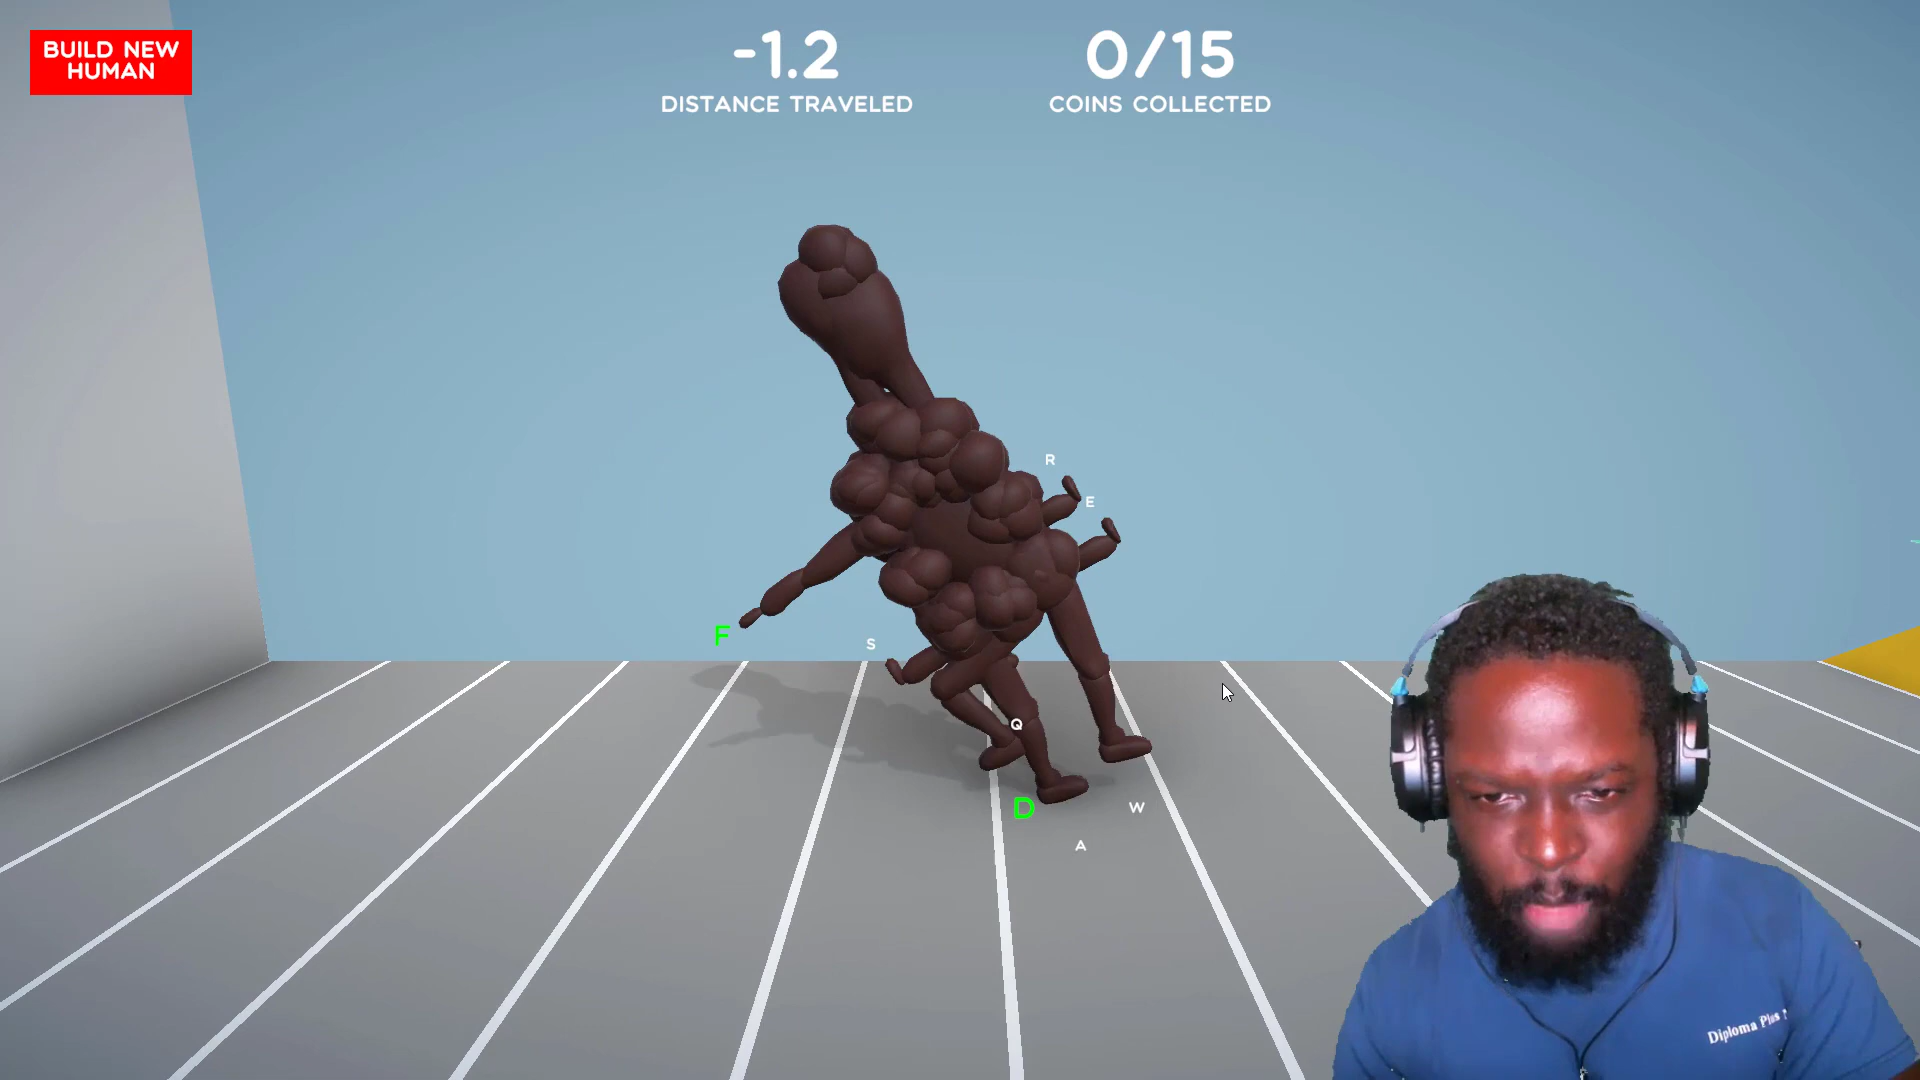 BUILD NEW
HUMAN
-1.2
DISTANCE TRAVELED
0/15
COINS COLLECTED
R
E
F
S
Q
D
W
A
Diploma Plus